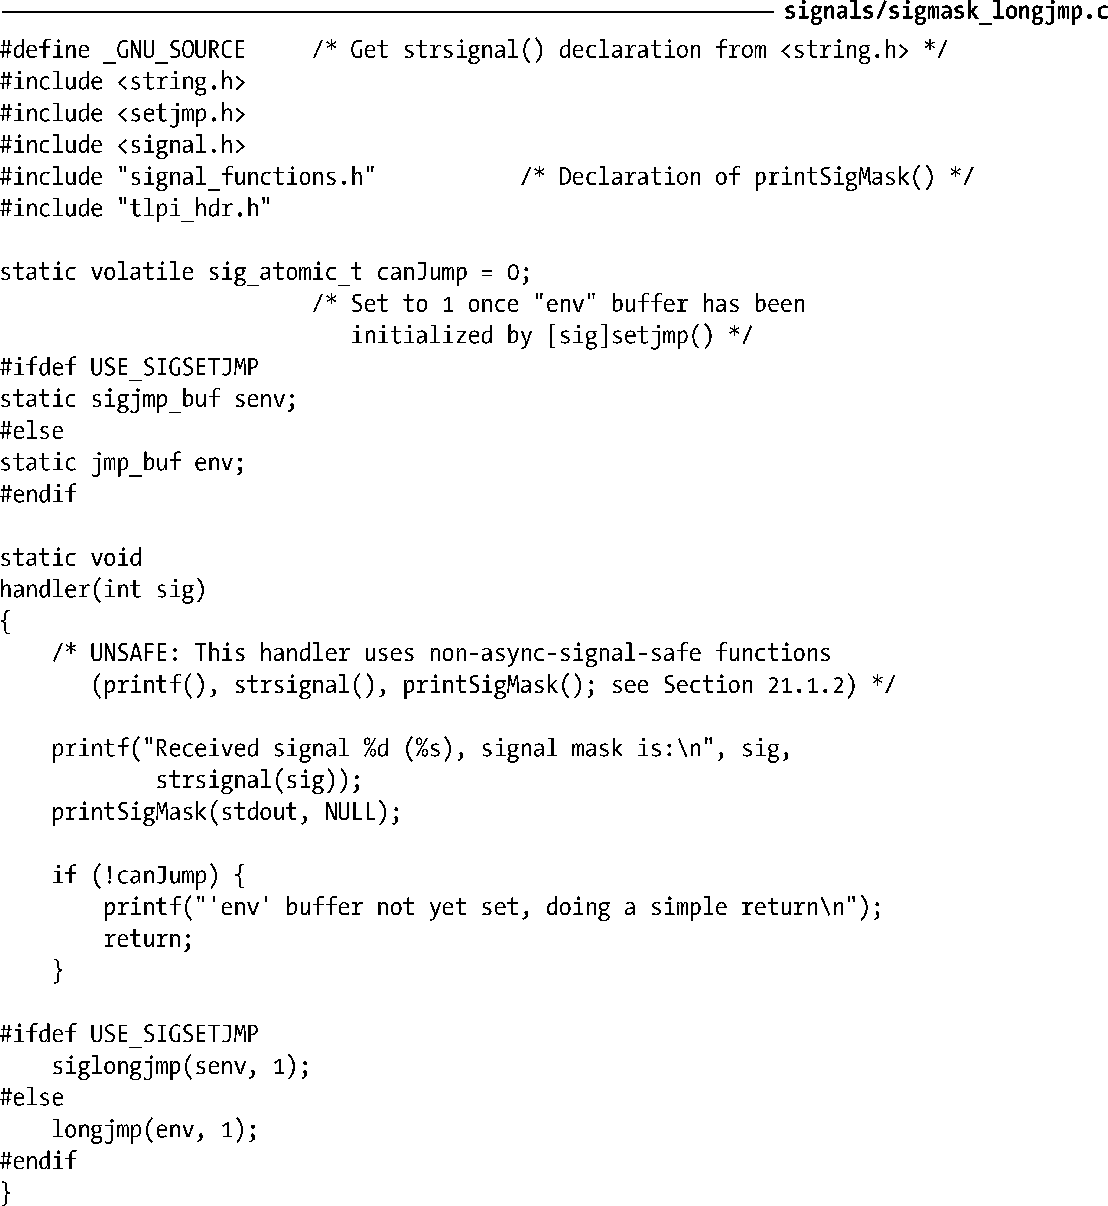 signals/sigmask_longjmp.c
#define _GNU_SOURCE     /* Get strsignal() declaration from <string.h> */
#include <string.h>
#include <setjmp.h>
#include <signal.h>
#include "signal_functions.h"           /* Declaration of printSigMask() */
#include "tlpi_hdr.h"

static volatile sig_atomic_t canJump = 0;
                        /* Set to 1 once "env" buffer has been
                           initialized by [sig]setjmp() */
#ifdef USE_SIGSETJMP
static sigjmp_buf senv;
#else
static jmp_buf env;
#endif

static void
handler(int sig)
{
    /* UNSAFE: This handler uses non-async-signal-safe functions
       (printf(), strsignal(), printSigMask(); see Section 21.1.2) */

    printf("Received signal %d (%s), signal mask is:\n", sig,
            strsignal(sig));
    printSigMask(stdout, NULL);

    if (!canJump) {
        printf("'env' buffer not yet set, doing a simple return\n");
        return;
    }

#ifdef USE_SIGSETJMP
    siglongjmp(senv, 1);
#else
    longjmp(env, 1);
#endif
}